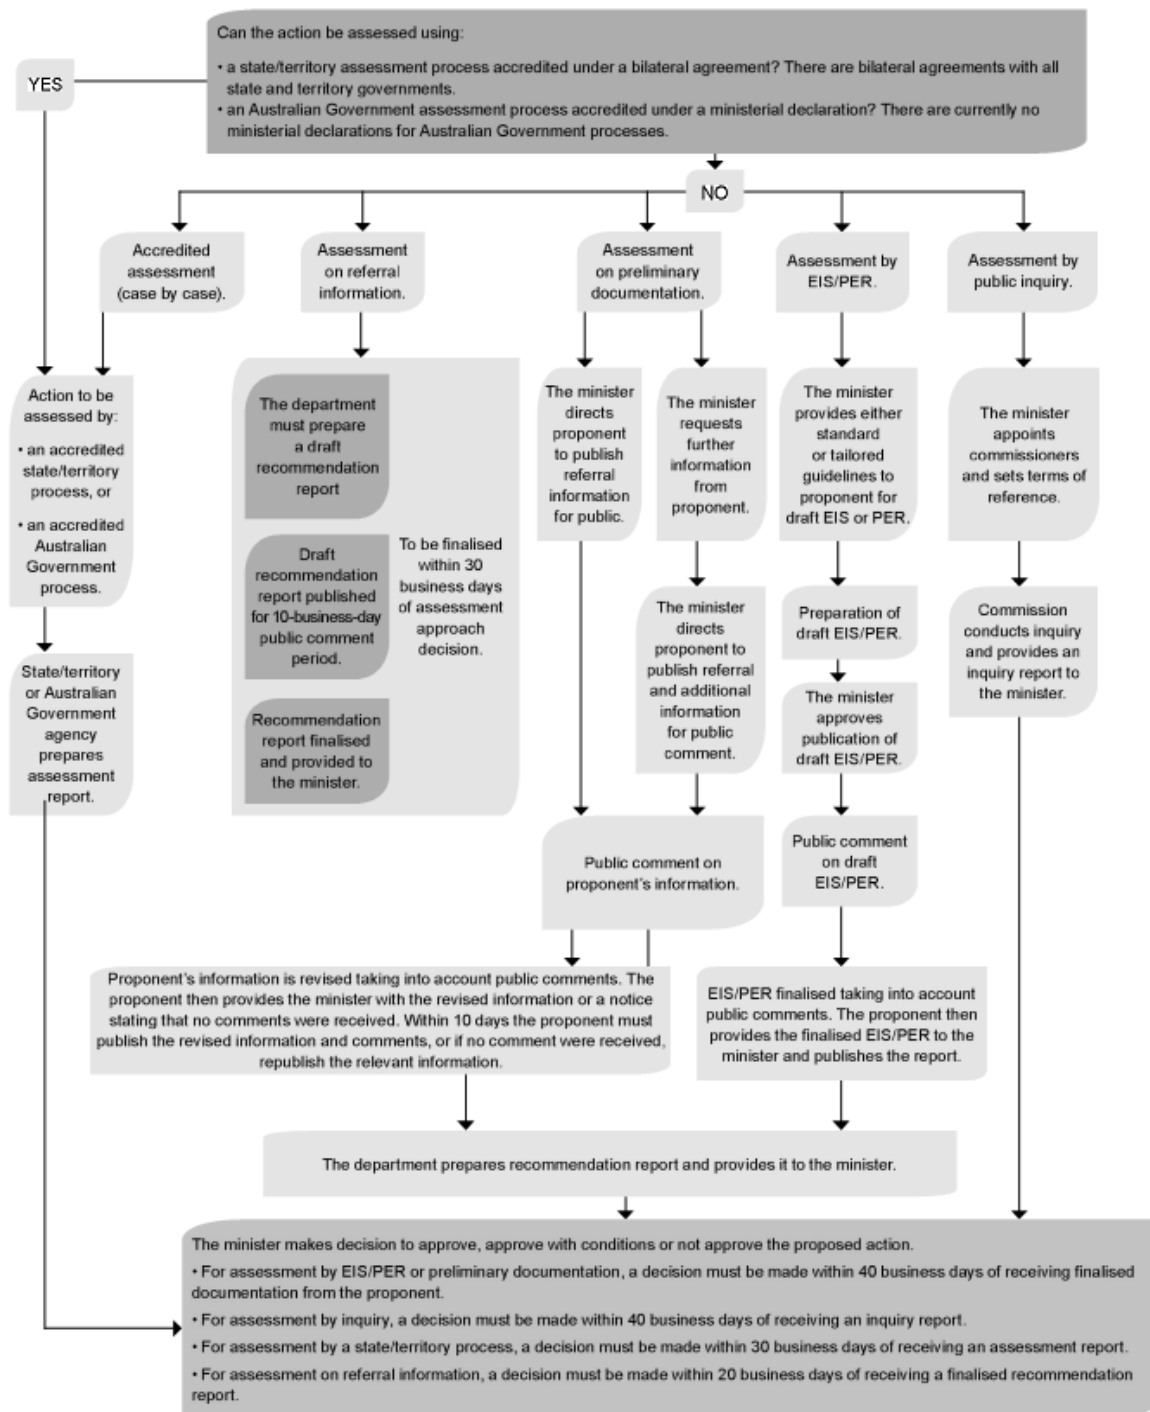 Can the action be assessed using:
• a state/territory assessment process accredited under a bilateral agreement? There are bilateral agreements with all
state and territory governments.
• an Australian Government assessment process accredited under a ministerial declaration? There are currently no
ministerial declarations for Australian Government processes.
YES
NO
Accredited
assessment
(case by case).
Assessment
on referral
information.
Assessment
on preliminary
documentation.
Assessment by
EIS/PER.
Assessment by
public inquiry.
Action to be
assessed by:
• an accredited
state/territory
process, or
• an accredited
Australian
Government
process.
State/territory
or Australian
Government
agency
prepares
assessment
report.
The department
must prepare
a draft
recommendation
report
Draft
recommendation
report published
for 10-business-day
public comment
period.
Recommendation
report finalised
and provided to
the minister.
To be finalised
within 30
business days
of assessment
approach
decision.
The minister
directs
proponent
to publish
referral
information
for public.
The minister
requests
further
information
from
proponent.
The minister
directs
proponent to
publish referral
and additional
information
for public
comment.
Public comment on
proponent's information.
The minister
provides either
standard
or tailored
guidelines to
proponent for
draft EIS or PER.
Preparation of
draft EIS/PER.
The minister
approves
publication of
draft EIS/PER.
Public comment
on draft
EIS/PER.
The minister
appoints
commissioners
and sets terms of
reference.
Commission
conducts inquiry
and provides an
inquiry report to
the minister.
Proponent's information is revised taking into account public comments. The
proponent then provides the minister with the revised information or a notice
stating that no comments were received. Within 10 days the proponent must
publish the revised information and comments, or if no comment were received,
republish the relevant information.
EIS/PER finalised taking into account
public comments. The proponent then
provides the finalised EIS/PER to the
minister and publishes the report.
The department prepares recommendation report and provides it to the minister.
The minister makes decision to approve, approve with conditions or not approve the proposed action.
• For assessment by EIS/PER or preliminary documentation, a decision must be made within 40 business days of receiving finalised
documentation from the proponent.
• For assessment by inquiry, a decision must be made within 40 business days of receiving an inquiry report.
• For assessment by a state/territory process, a decision must be made within 30 business days of receiving an assessment report.
• For assessment on referral information, a decision must be made within 20 business days of receiving a finalised recommendation
report.